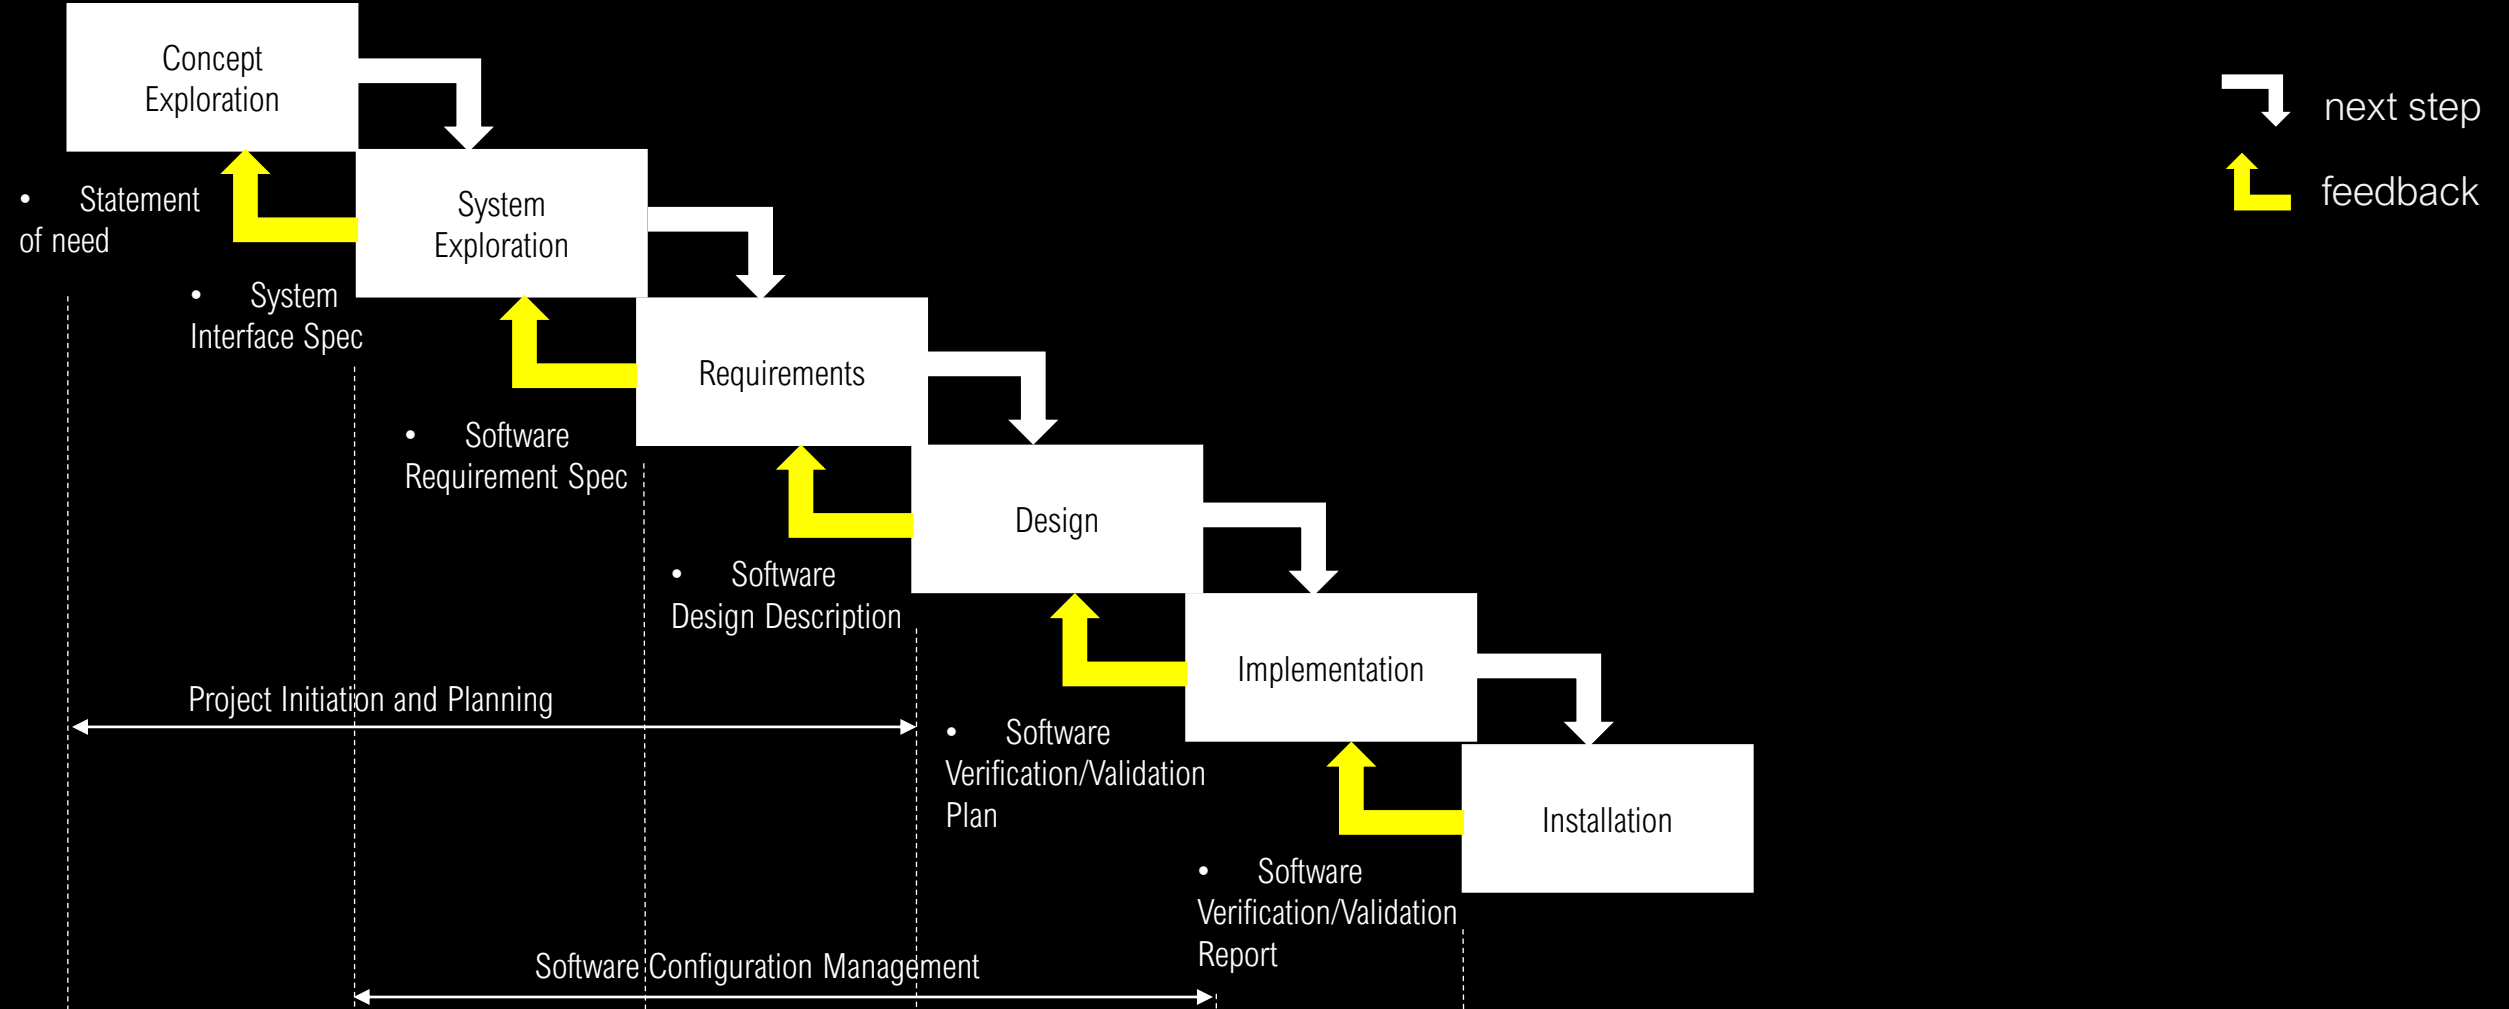 Concept
Exploration
next step
feedback
• Statement
of need
System
Exploration
• System
Interface Spec
Requirements
• Software
Requirement Spec
Design
• Software
Design Description
Implementation
Project Initiation and Planning
• Software
Verification/Validation
Plan
Installation
• Software
Verification/Validation
Report
Software Configuration Management